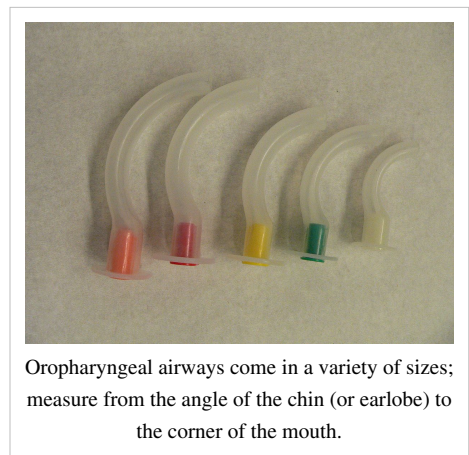 Oropharyngeal airways come in a variety of sizes;
measure from the angle of the chin (or earlobe) to
the corner of the mouth.